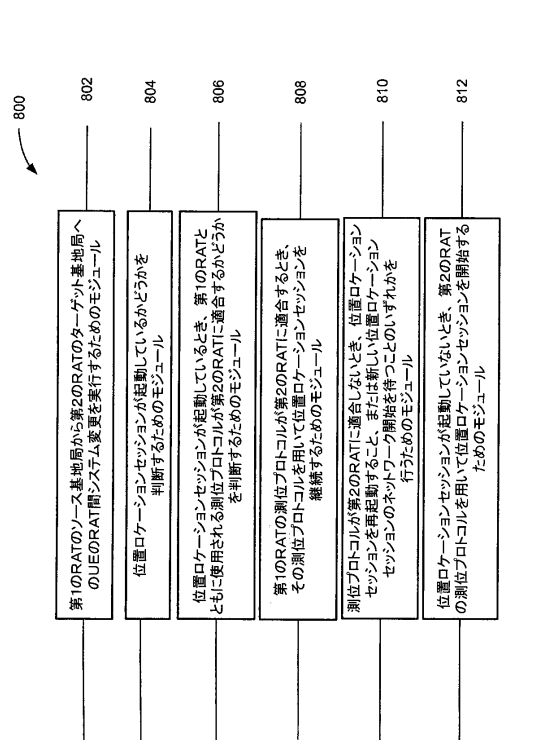 800
802
第1のRATのソース基地局から第2のRATのターゲット基地局へ
のUEのRAT間システム変更を実行するためのモジュール
804
位置ロケーションセッションが起動しているかどうかを
判断するためのモジュール
806
位置ロケーションセッションが起動しているとき、第1のRATと
ともに使用される測位プロトコルが第2のRATに適合するかどうか
を判断するためのモジュール
808
第1のRATの測位プロトコルが第2のRATに適合するとき、
その測位プロトコルを用いて位置ロケーションセッションを
継続するためのモジュール
810
測位プロトコルが第2のRATに適合しないとき、位置ロケーション
セッションを再起動すること、または新しい位置ロケーション
セッションのネットワーク開始を待つことのいずれかを
行うためのモジュール
812
位置ロケーションセッションが起動していないとき、第2のRAT
の測位プロトコルを用いて位置ロケーションセッションを開始する
ためのモジュール